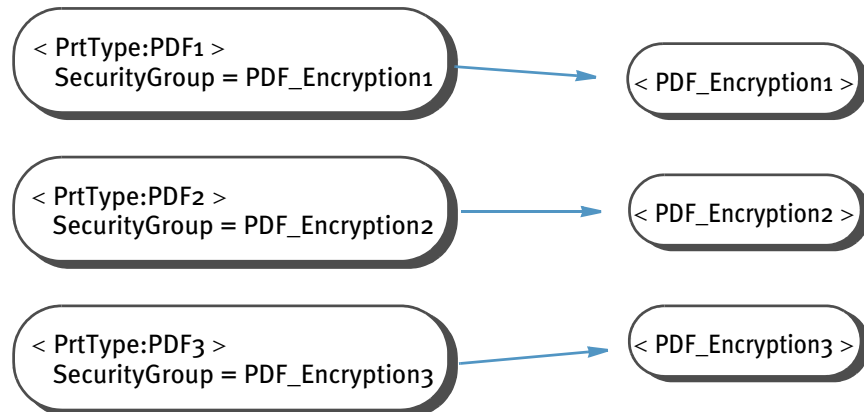 < PrtType:PDF1 >
SecurityGroup = PDF_Encryption1
< PDF_Encryption1 >
< PrtType:PDF2 >
SecurityGroup = PDF_Encryption2
< PDF_Encryption2 >
< PrtType:PDF3 >
SecurityGroup = PDF_Encryption3
< PDF_Encryption3 >